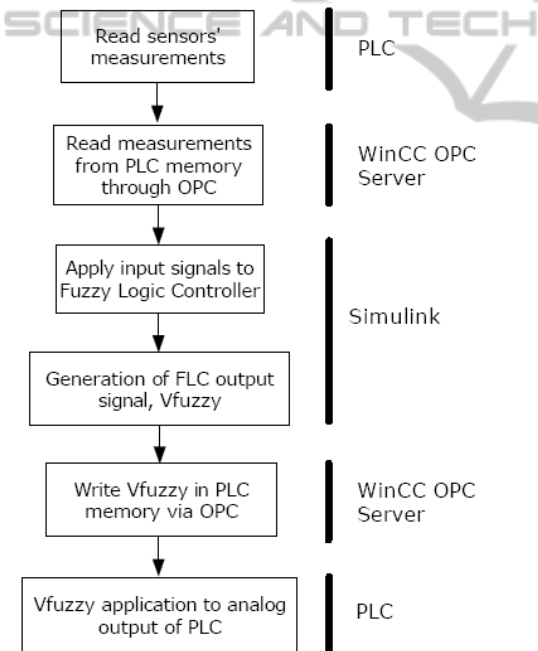 SCIENCE AND TECH
Read sensors'
measurements
PLC
Read measurements
from PLC memory
through OPC
WinCC OPC
Server
Apply input signals to
Fuzzy Logic Controller
Simulink
Generation of FLC output
signal, Vfuzzy
Write Vfuzzy in PLC
memory via OPC
WinCC OPC
Server
Vfuzzy application to analog
output of PLC
PLC